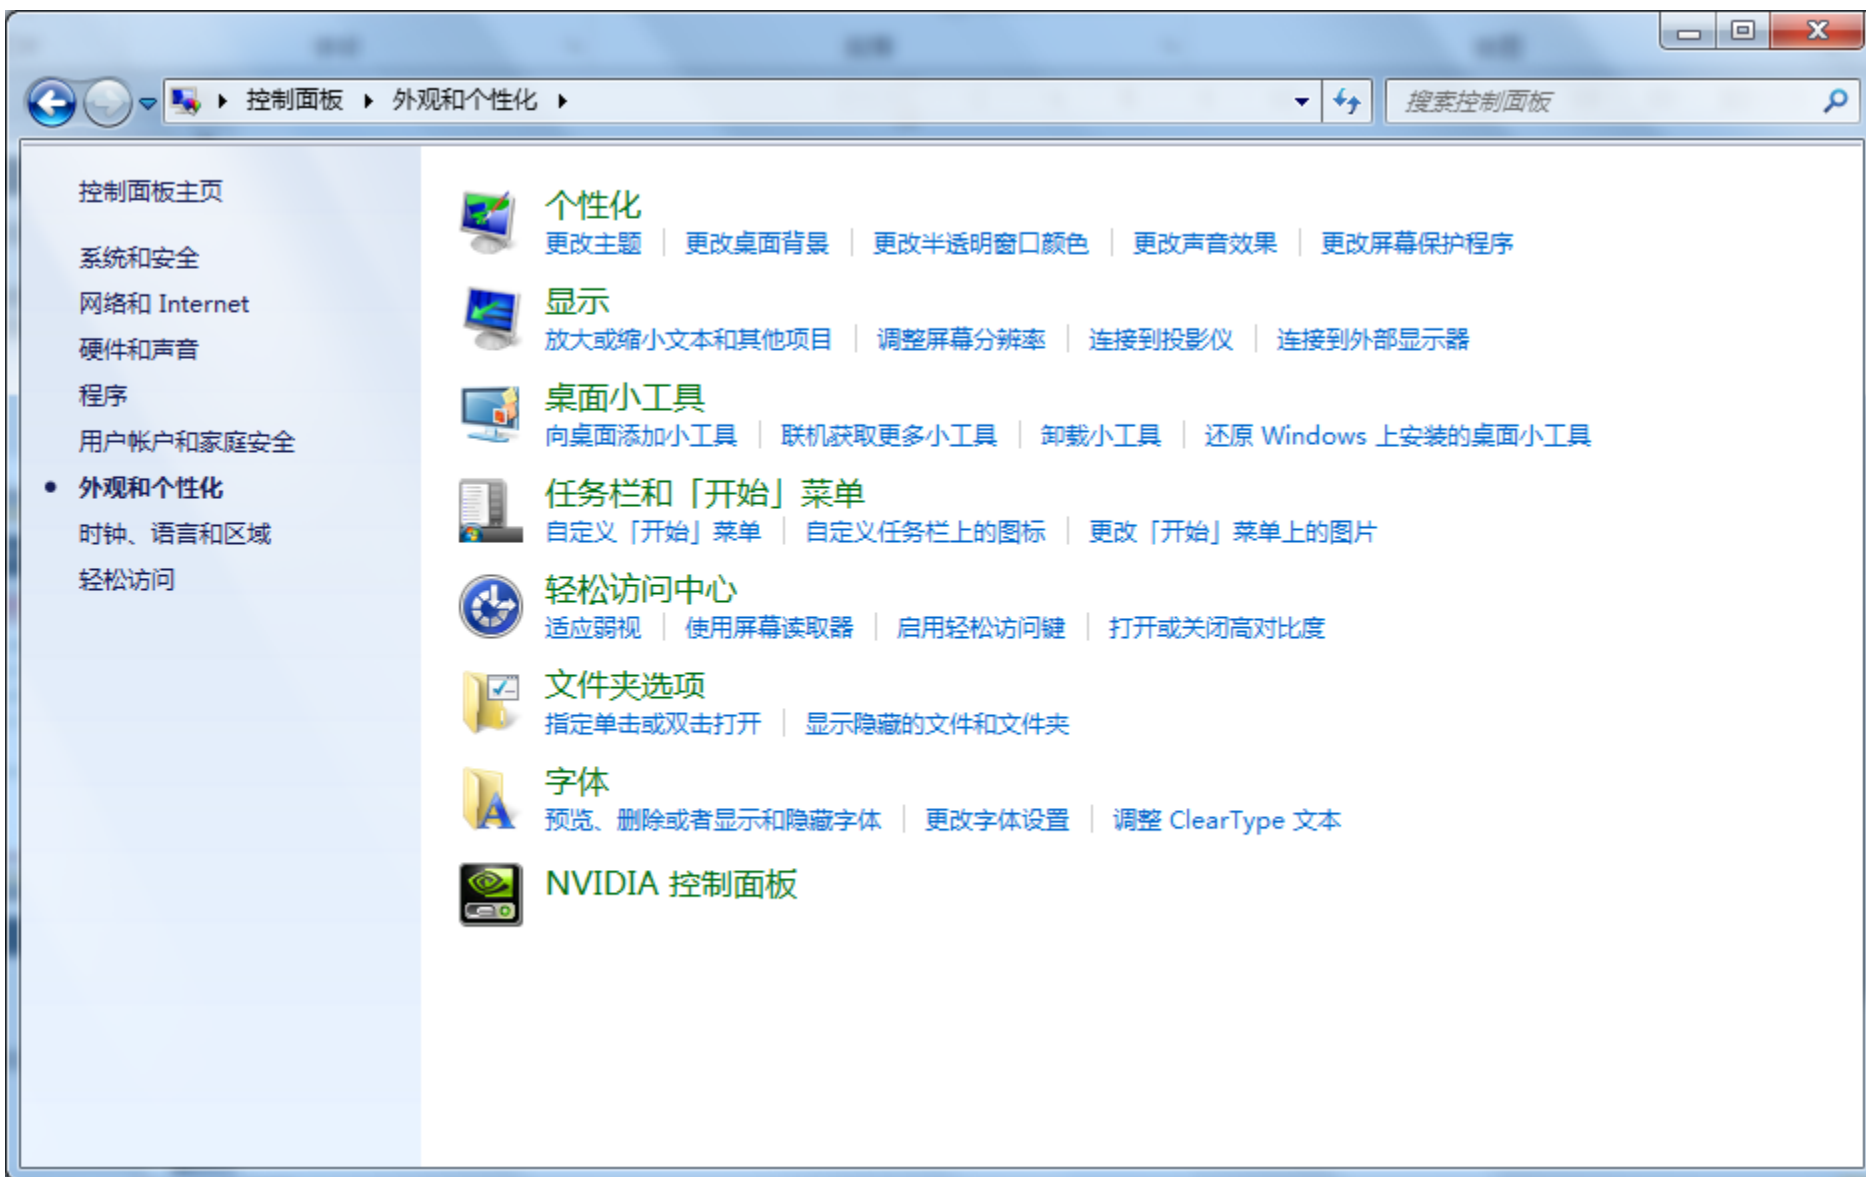 控制面板 外观和个性化
搜索控制面板
控制面板主页
系统和安全
网络和 Internet
硬件和声音
程序
用户帐户和家庭安全
外观和个性化
时钟、语言和区域
轻松访问
个性化
更改主题 更改桌面背景 更改半透明窗口颜色 更改声音效果 更改屏幕保护程序
显示
放大或缩小文本和其他项目 调整屏幕分辨率 连接到投影仪 连接到外部显示器
桌面小工具
向桌面添加小工具 联机获取更多小工具 卸载小工具 还原 Windows 上安装的桌面小工具
任务栏和「开始」菜单
自定义「开始」菜单 自定义任务栏上的图标 更改「开始」菜单上的图片
轻松访问中心
适应弱视 使用屏幕读取器 启用轻松访问键 打开或关闭高对比度
文件夹选项
指定单击或双击打开 显示隐藏的文件和文件夹
字体
预览、删除或者显示和隐藏字体 更改字体设置 调整 ClearType 文本
NVIDIA 控制面板